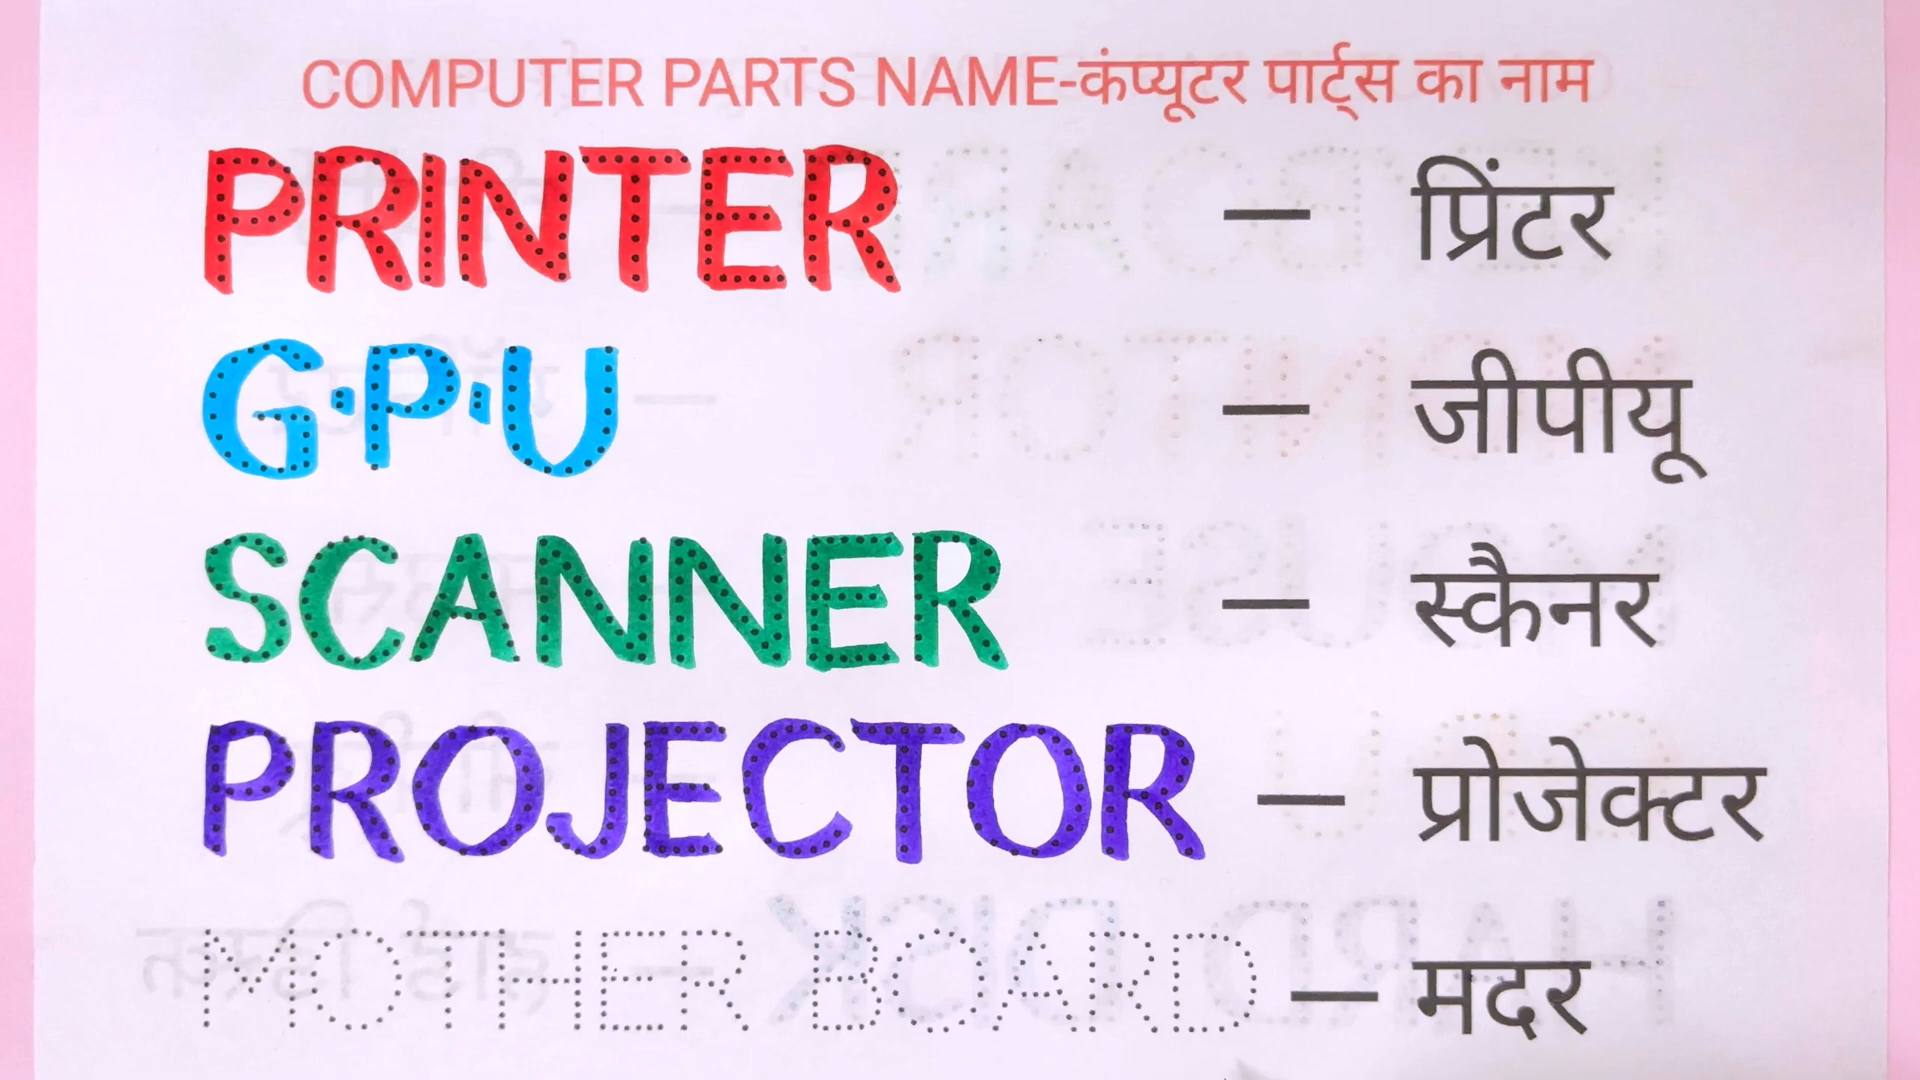 COMPUTER PARTS NAME-कंप्यूटर पार्ट्स का नाम
PRINTER — प्रिंटर
G.P.U — जीपीयू
SCANNER — स्कैनर
PROJECTOR — प्रोजेक्टर
MOTHER BOARD — मदर